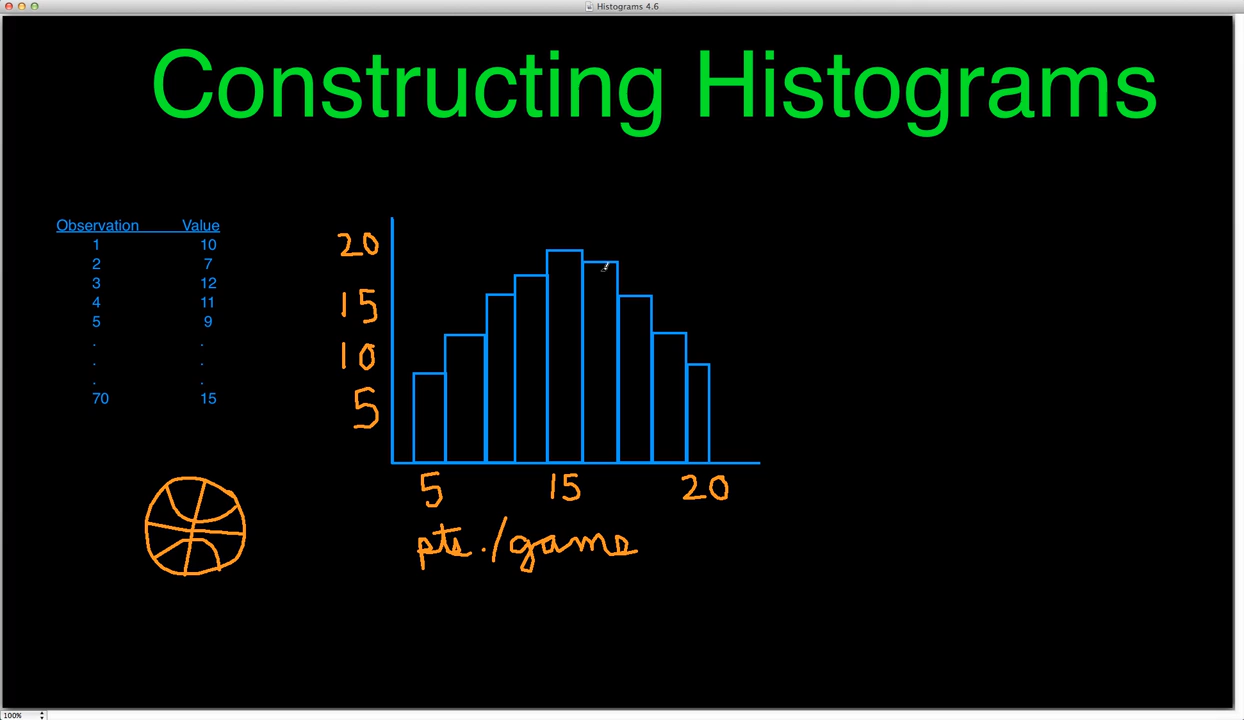 Histograms 4.6
Constructing Histograms
Observation Value
1 10
2 7
3 12
4 11
5 9
. .
. .
. .
70 15
20
15
10
5
5 15 20
pts./game
100%